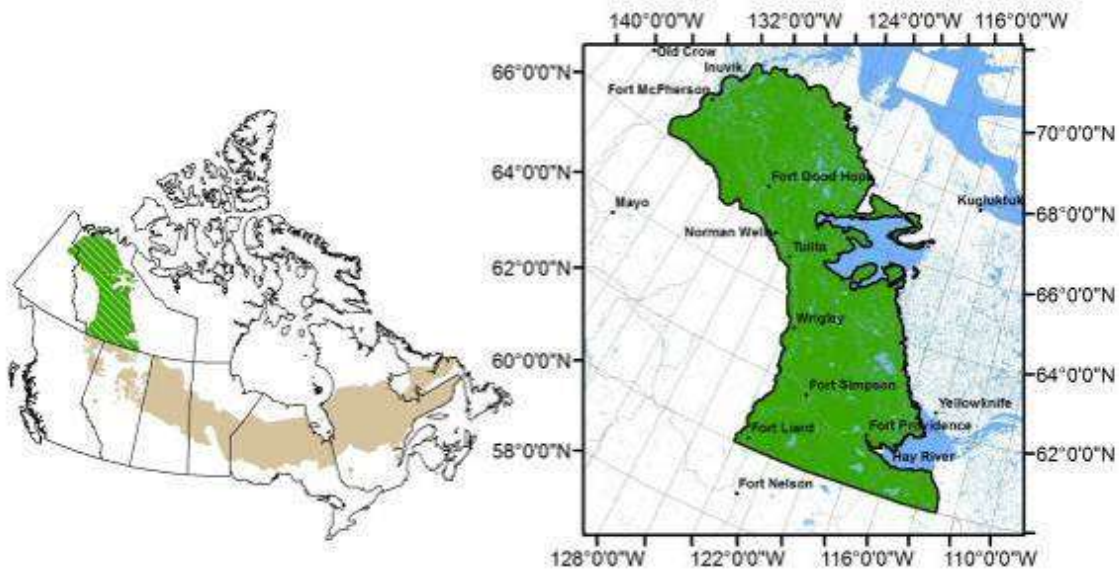 140°0'0"W 132°0'0"W 124°0'0"W 116°0'0"W
Old Crow
Inuvik
66°0'0"N
Fort McPherson
70°0'0"N
64°0'0"N
Fort Good Hope
Mayo
Kugluktuk
68°0'0"N
Norman Wells
Tulita
62°0'0"N
66°0'0"N
Wrigley
60°0'0"N
64°0'0"N
Fort Simpson
Yellowknife
Fort Liard
Fort Providence
58°0'0"N
62°0'0"N
Hay River
Fort Nelson
128°0'0"W 122°0'0"W 116°0'0"W 110°0'0"W